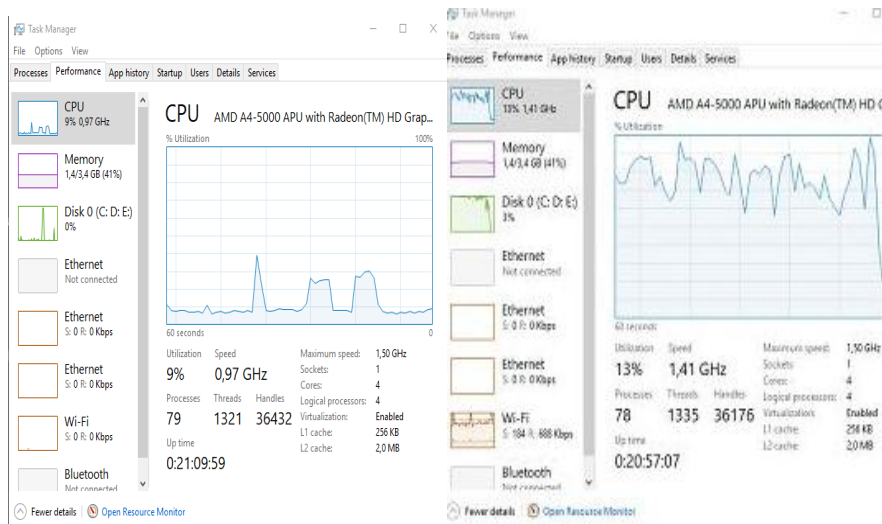 Task Manager
File Options View
Processes Performance App history Startup Users Details Services
CPU
9% 0,97 GHz
Memory
1,4/3,4 GB (41%)
Disk 0 (C: D: E:)
0%
Ethernet
Not connected
Ethernet
S: 0 R: 0 Kbps
Ethernet
S: 0 R: 0 Kbps
Wi-Fi
S: 0 R: 0 Kbps
Bluetooth
Not connected
CPU AMD A4-5000 APU with Radeon(TM) HD Grap...
% Utilization 100%
60 seconds 0
Utilization Speed
9% 0,97 GHz
Processes Threads Handles
79 1321 36432
Up time
0:21:09:59
Maximum speed: 1,50 GHz
Sockets: 1
Cores: 4
Logical processors: 4
Virtualization: Enabled
L1 cache: 256 KB
L2 cache: 2,0 MB
Fewer details Open Resource Monitor
Task Manager
File Options View
Processes Performance App history Startup Users Details Services
CPU
13% 1,41 GHz
Memory
1,4/3,4 GB (41%)
Disk 0 (C: D: E:)
3%
Ethernet
Not connected
Ethernet
S: 0 R: 0 Kbps
Ethernet
S: 0 R: 0 Kbps
Wi-Fi
S: 184 R: 688 Kbps
Bluetooth
Not connected
CPU AMD A4-5000 APU with Radeon(TM) HD
% Utilization
60 seconds
Utilization Speed
13% 1,41 GHz
Processes Threads Handles
78 1335 36176
Up time
0:20:57:07
Maximum speed: 1,50 GHz
Sockets: 1
Cores: 4
Logical processors: 4
Virtualization: Enabled
L1 cache: 256 KB
L2 cache: 2,0 MB
Fewer details Open Resource Monitor